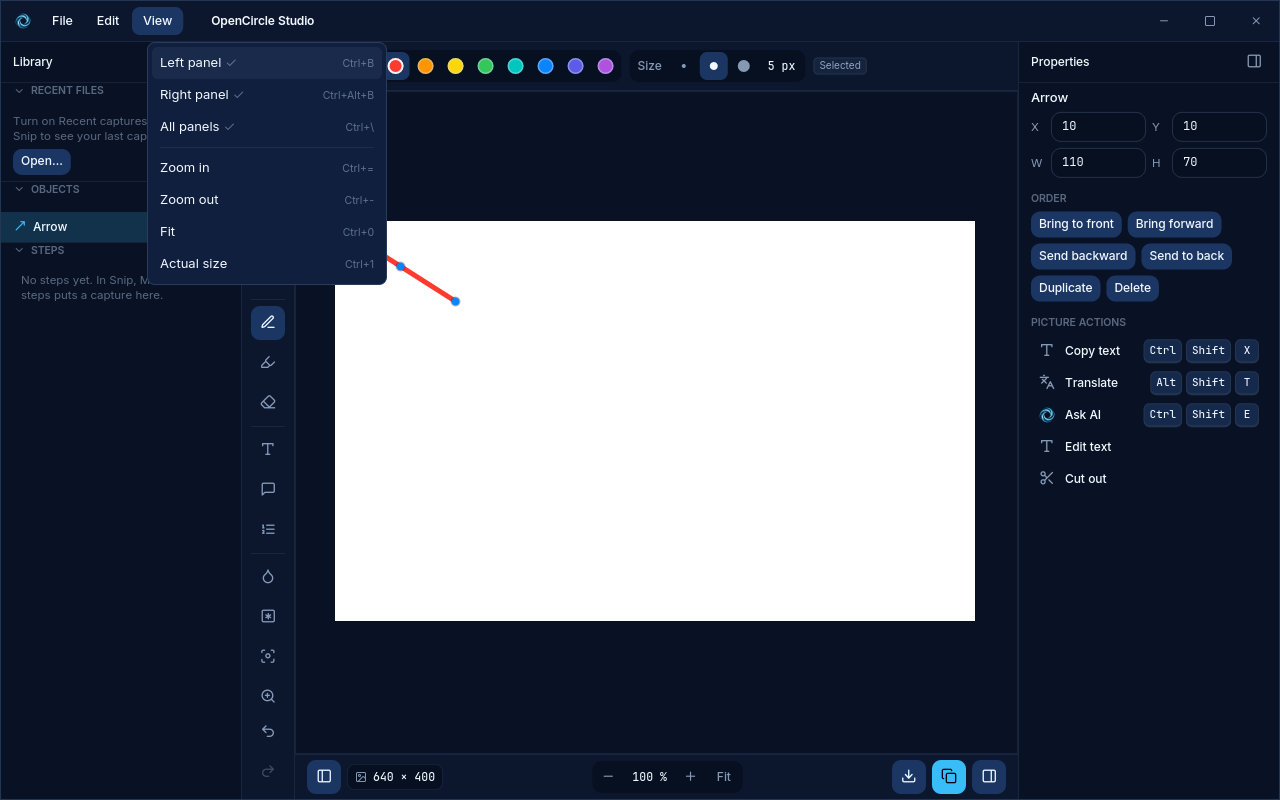 File Edit View OpenCircle Studio
Library
Left panel Ctrl+B
Right panel Ctrl+Alt+B
All panels Ctrl+\
Zoom in Ctrl+=
Zoom out Ctrl+-
Fit Ctrl+0
Actual size Ctrl+1
Size 5 px Selected
RECENT FILES
Turn on Recent captures
Snip to see your last cap
Open...
OBJECTS
Arrow
STEPS
No steps yet. In Snip, M
steps puts a capture here.
640 × 400
100 %
Fit
Properties
Arrow
X 10 Y 10
W 110 H 70
ORDER
Bring to front Bring forward
Send backward Send to back
Duplicate Delete
PICTURE ACTIONS
Copy text Ctrl Shift X
Translate Alt Shift T
Ask AI Ctrl Shift E
Edit text
Cut out